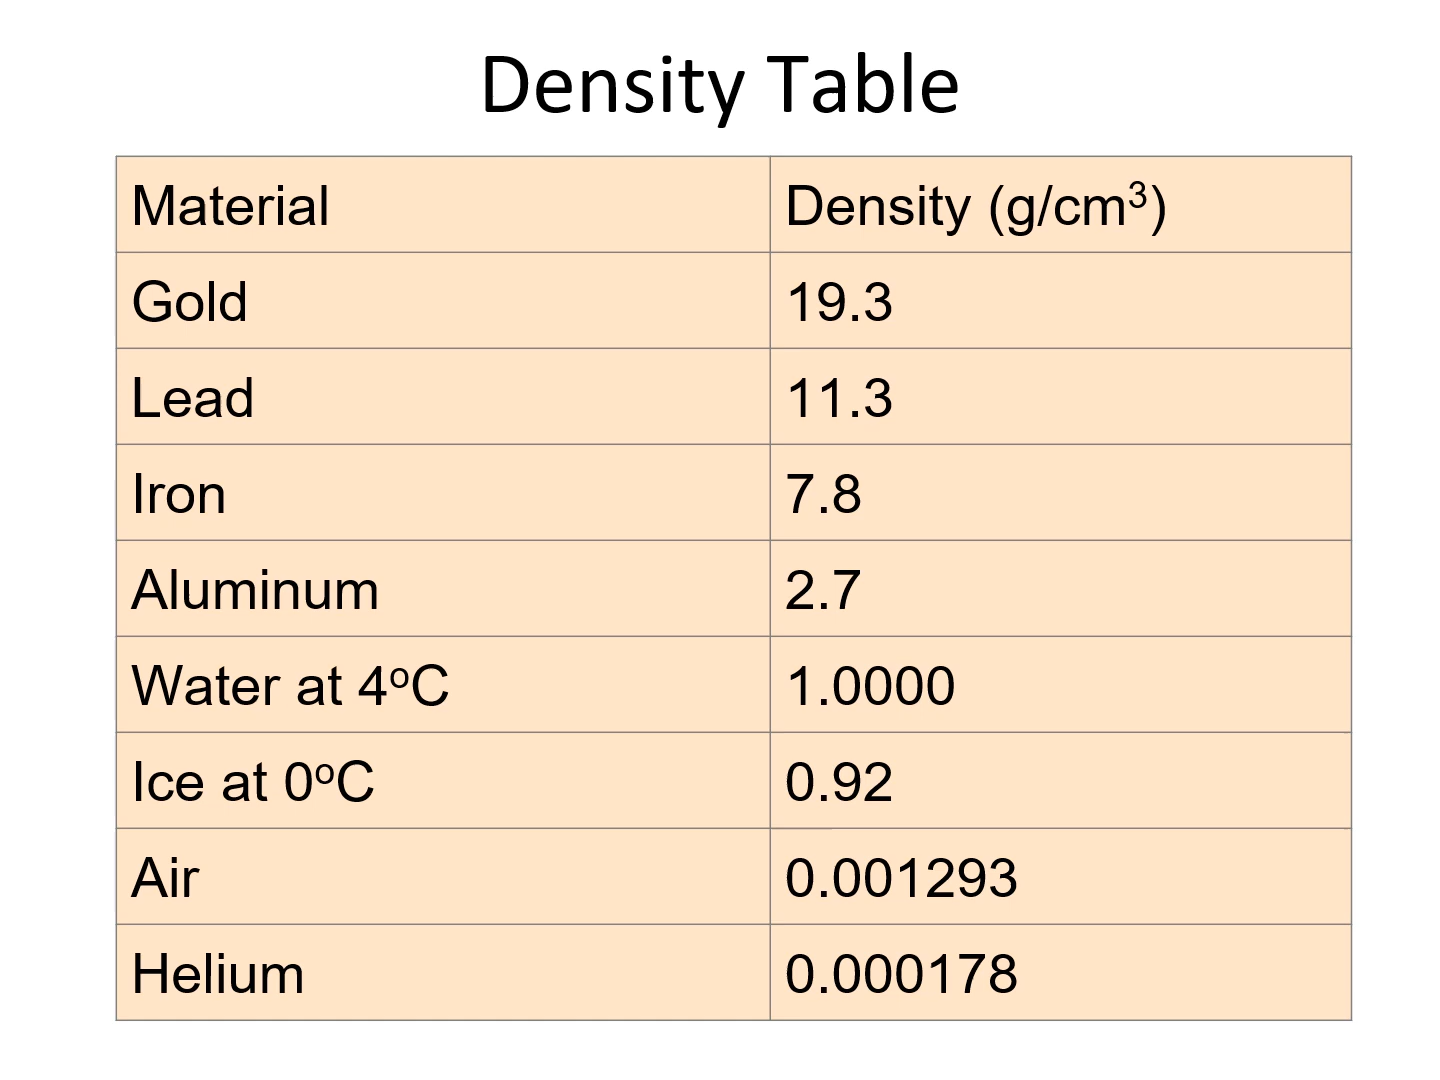 Density Table
Material Density (g/cm³)
Gold 19.3
Lead 11.3
Iron 7.8
Aluminum 2.7
Water at 4ºC 1.0000
Ice at 0ºC 0.92
Air 0.001293
Helium 0.000178